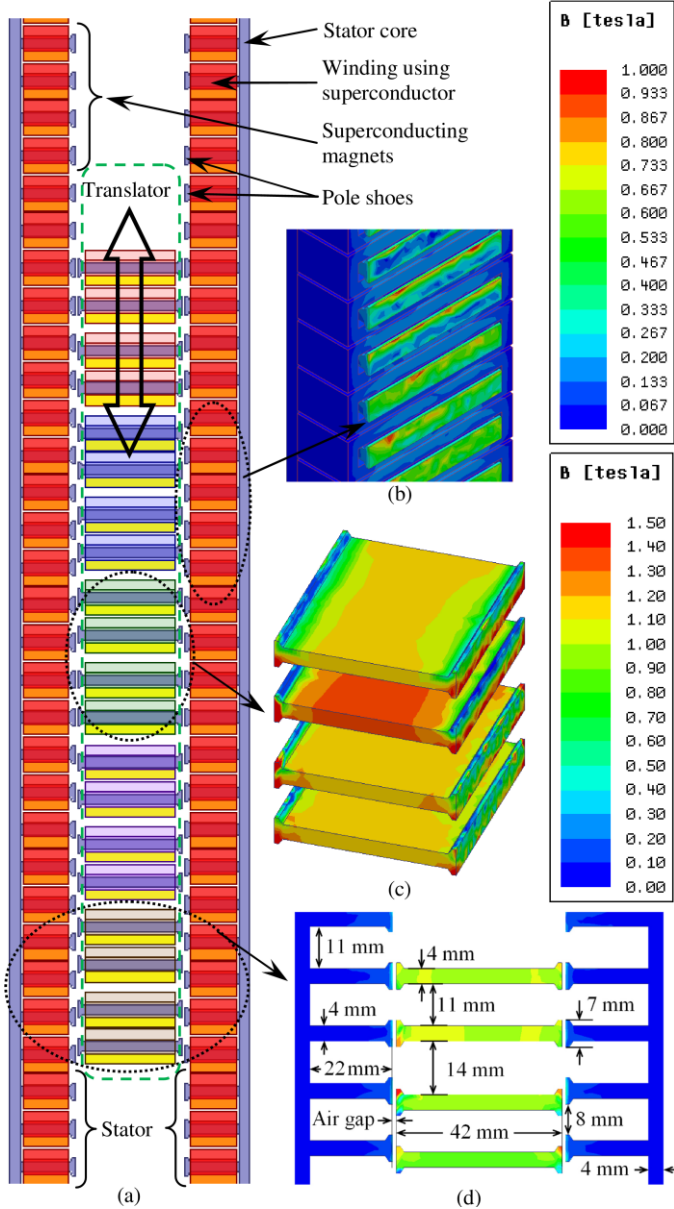 Stator core
Winding using
superconductor
Superconducting
magnets
Pole shoes
Translator
Stator
(a)
(b)
(c)
11 mm
4 mm
4 mm
11 mm
7 mm
22 mm
14 mm
Air gap
42 mm
8 mm
4 mm
(d)
B [tesla]
1.000
0.933
0.867
0.800
0.733
0.667
0.600
0.533
0.467
0.400
0.333
0.267
0.200
0.133
0.067
0.000
B [tesla]
1.50
1.40
1.30
1.20
1.10
1.00
0.90
0.80
0.70
0.60
0.50
0.40
0.30
0.20
0.10
0.00